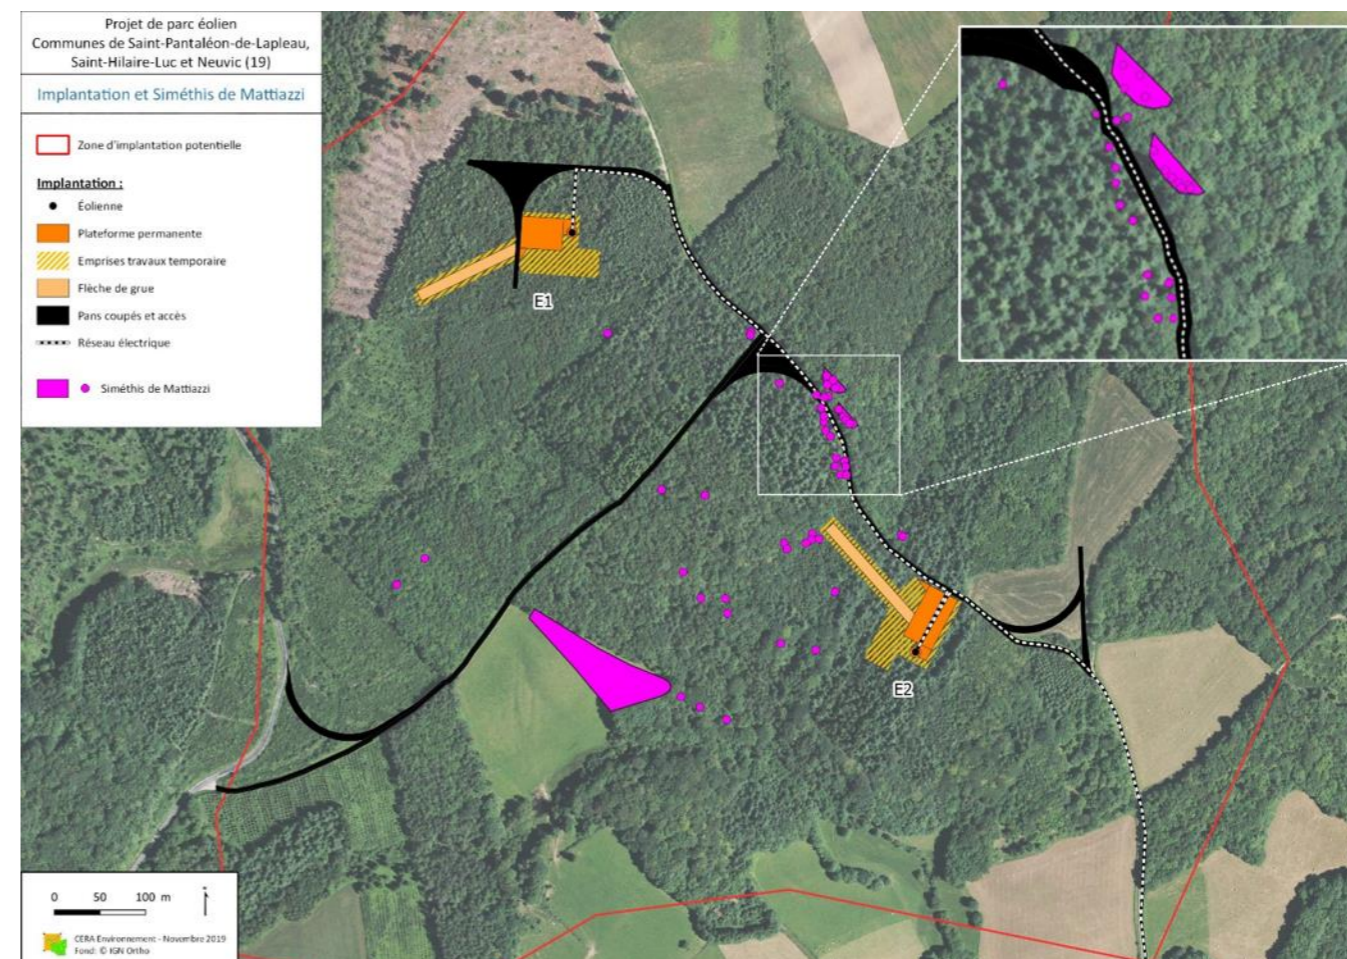 Projet de parc éolien
Communes de Saint-Pantaléon-de-Lapleau,
Saint-Hilaire-Luc et Neuvic (19)
Implantation et Siméthis de Mattiazzi
Zone d'implantation potentielle
Implantation :
Éolienne
Plateforme permanente
Emprises travaux temporaire
Flèche de grue
Pans coupés et accès
Réseau électrique
Siméthis de Mattiazzi
E1
E2
0 50 100 m
CERA Environnement - Novembre 2019
Fond: © IGN Ortho